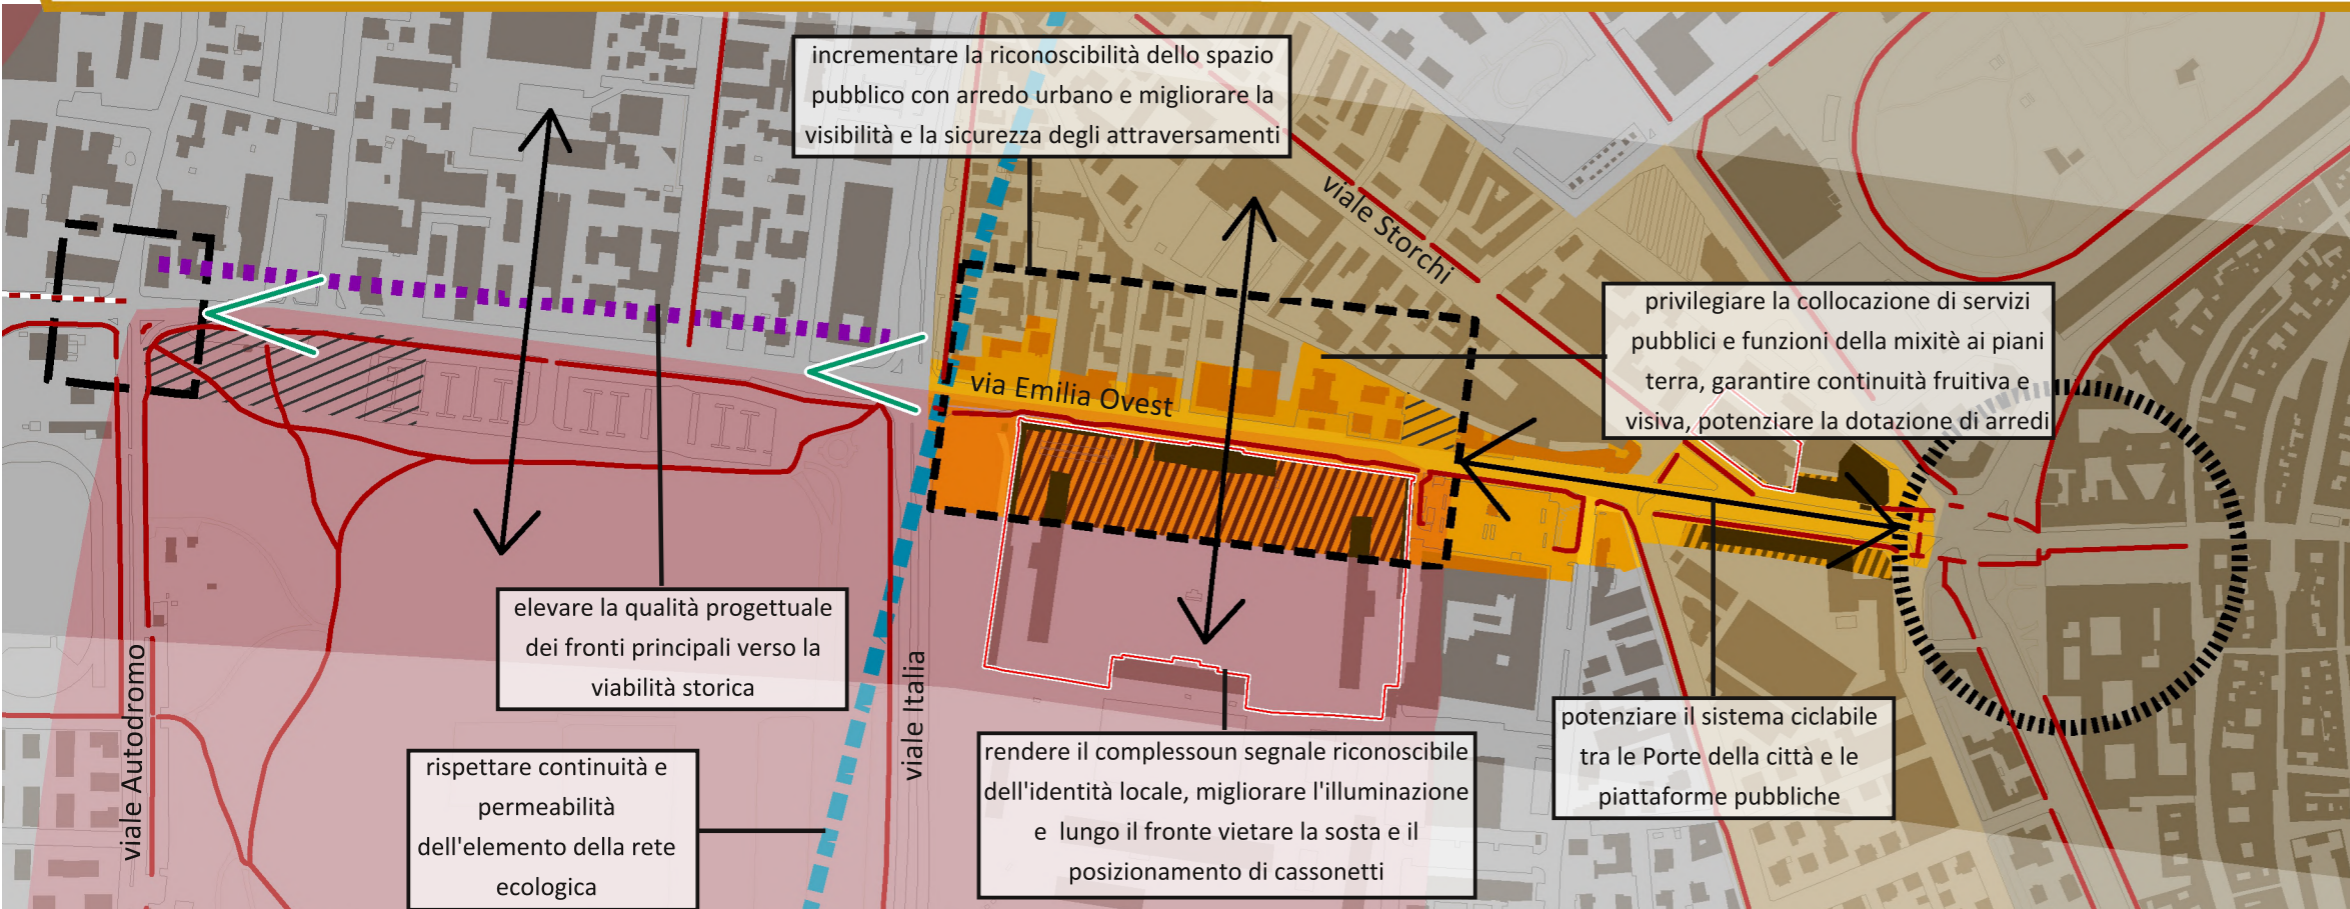 incrementare la riconoscibilità dello spazio
pubblico con arredo urbano e migliorare la
visibilità e la sicurezza degli attraversamenti
viale Storchi
privilegiare la collocazione di servizi
pubblici e funzioni della mixitè ai piani
terra, garantire continuità fruitiva e
visiva, potenziare la dotazione di arredi
via Emilia Ovest
elevare la qualità progettuale
dei fronti principali verso la
viabilità storica
viale Autodromo
viale Italia
rispettare continuità e
permeabilità
dell'elemento della rete
ecologica
rendere il complessoun segnale riconoscibile
dell'identità locale, migliorare l'illuminazione
e lungo il fronte vietare la sosta e il
posizionamento di cassonetti
potenziare il sistema ciclabile
tra le Porte della città e le
piattaforme pubbliche